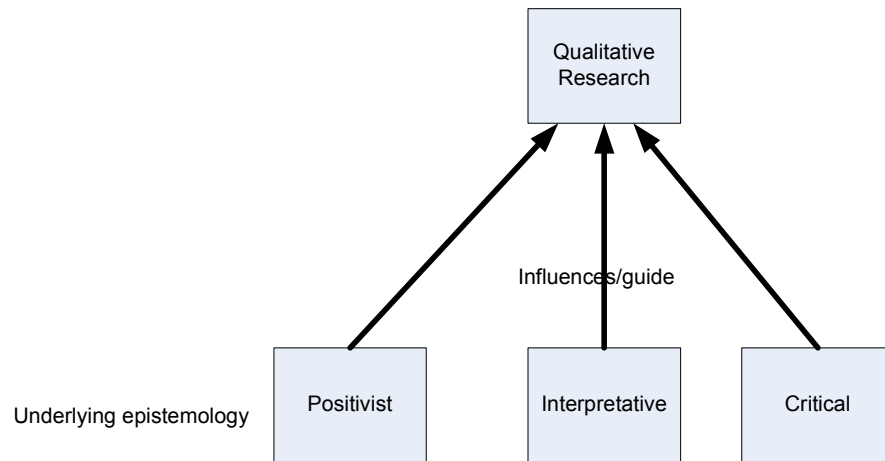 Qualitative
Research
Influences/guide
Positivist
Interpretative
Critical
Underlying epistemology